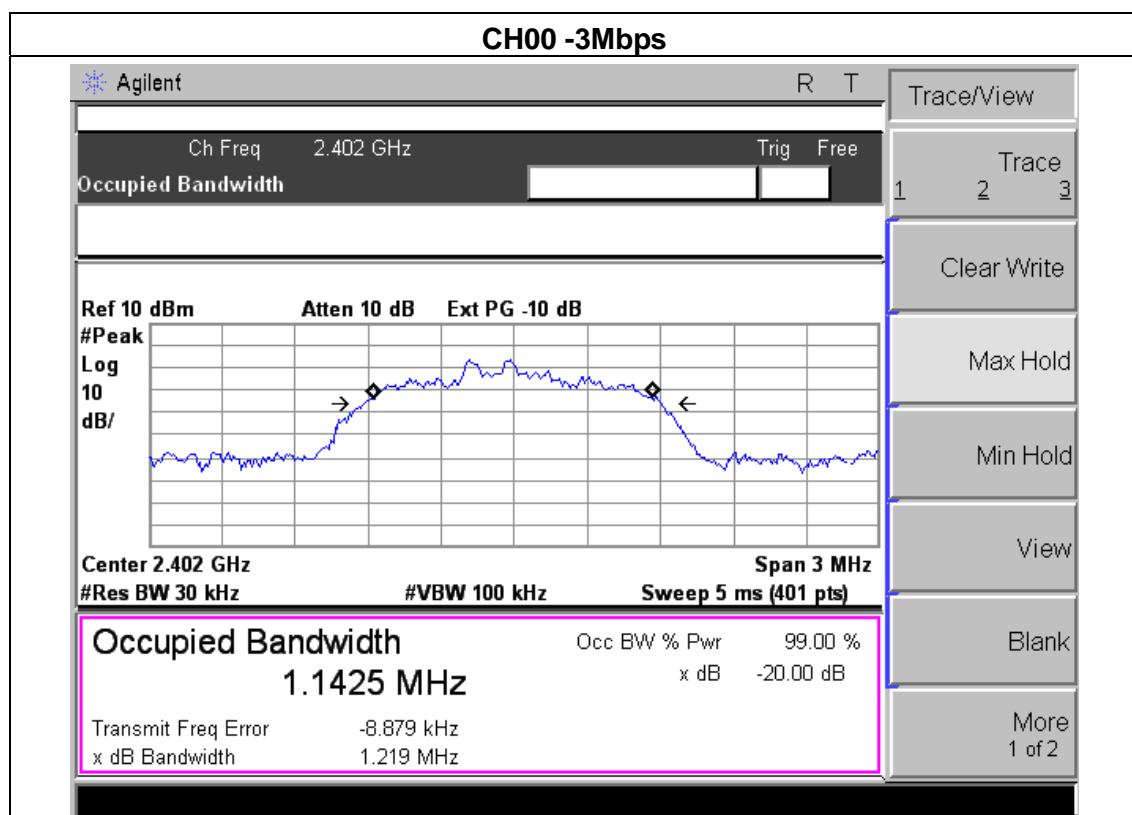 CH00 -3Mbps
Agilent R T
Trace/View
Ch Freq 2.402 GHz Trig Free
Occupied Bandwidth
Trace
1 2 3
Clear Write
Ref 10 dBm Atten 10 dB Ext PG -10 dB
#Peak
Log
10
dB/
Max Hold
Min Hold
View
Center 2.402 GHz Span 3 MHz
#Res BW 30 kHz #VBW 100 kHz Sweep 5 ms (401 pts)
Occupied Bandwidth
1.1425 MHz
Occ BW % Pwr 99.00 %
x dB -20.00 dB
Blank
Transmit Freq Error -8.879 kHz
x dB Bandwidth 1.219 MHz
More
1 of 2